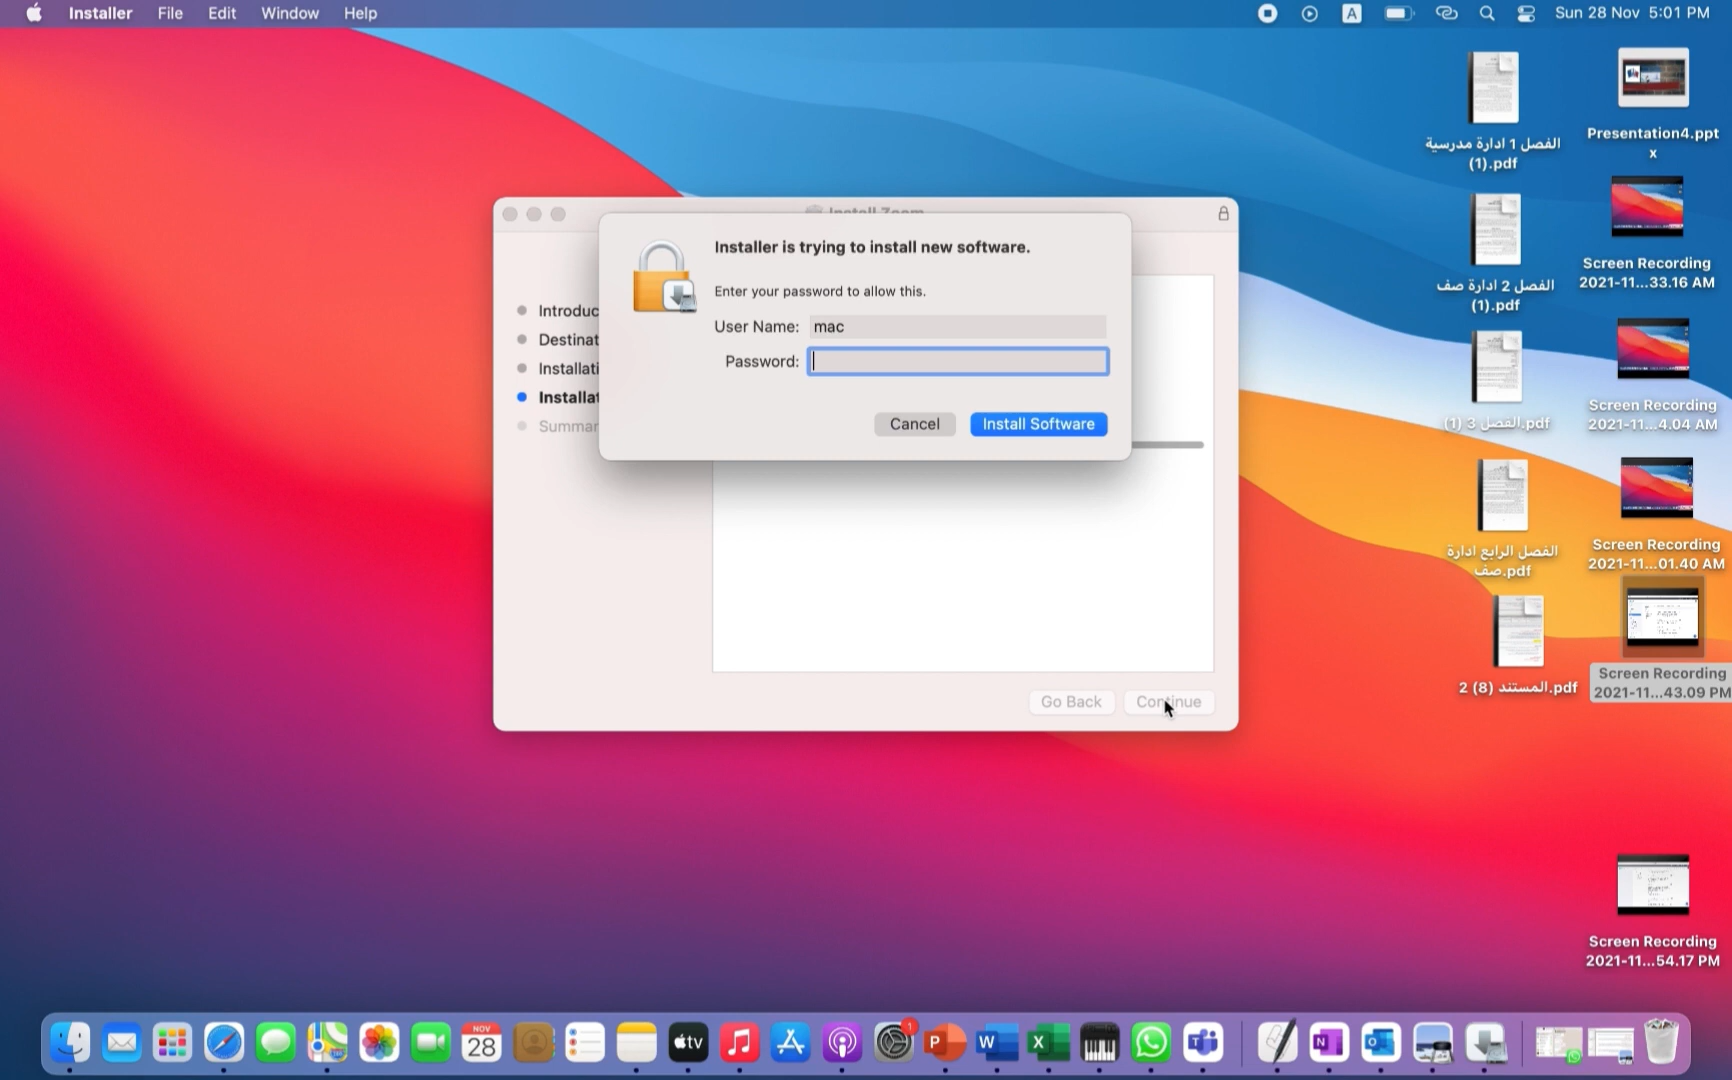 Installer File Edit Window Help
A
Sun 28 Nov 5:01 PM
الفصل 1 ادارة مدرسية
(1).pdf
Presentation4.ppt
x
الفصل 2 ادارة صف
(1).pdf
Screen Recording
2021-11...33.16 AM
الفصل 3 (1).pdf
Screen Recording
2021-11...4.04 AM
الفصل الرابع ادارة
صف.pdf
Screen Recording
2021-11...01.40 AM
المستند (8) 2.pdf
Screen Recording
2021-11...43.09 PM
Screen Recording
2021-11...54.17 PM
Install Zoom
Installer is trying to install new software.
Enter your password to allow this.
User Name: mac
Password:
Cancel Install Software
Introduc
Destinat
Installati
Installat
Summar
Go Back Continue
NOV
28
tv
1
P
W
X
N